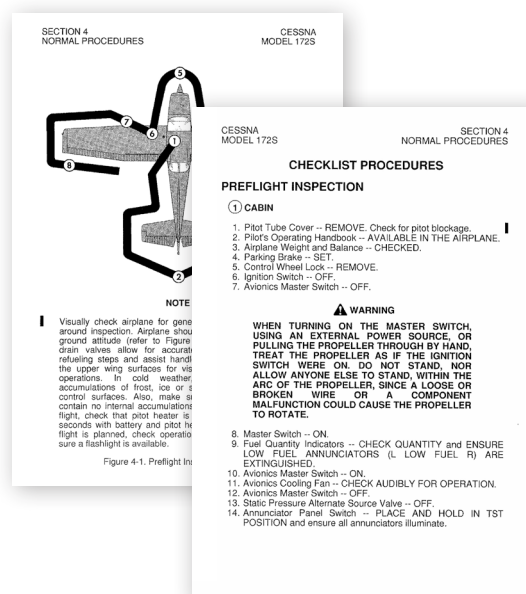 SECTION 4
NORMAL PROCEDURES
CESSNA
MODEL 172S
5
7
6
1
8
2
NOTE
Visually check airplane for gene
around inspection. Airplane shou
ground attitude (refer to Figure
drain valves allow for accurat
refueling steps and assist handl
the upper wing surfaces for vis
operations. In cold weather,
accumulations of frost, ice or s
control surfaces. Also, make s
contain no internal accumulations
flight, check that pitot heater is
seconds with battery and pitot he
flight is planned, check operatio
sure a flashlight is available.
Figure 4-1. Preflight Ins
CESSNA
MODEL 172S
SECTION 4
NORMAL PROCEDURES
CHECKLIST PROCEDURES
PREFLIGHT INSPECTION
1 CABIN
1. Pitot Tube Cover -- REMOVE. Check for pitot blockage.
2. Pilot's Operating Handbook -- AVAILABLE IN THE AIRPLANE.
3. Airplane Weight and Balance -- CHECKED.
4. Parking Brake -- SET.
5. Control Wheel Lock -- REMOVE.
6. Ignition Switch -- OFF.
7. Avionics Master Switch -- OFF.
WARNING
WHEN TURNING ON THE MASTER SWITCH,
USING AN EXTERNAL POWER SOURCE, OR
PULLING THE PROPELLER THROUGH BY HAND,
TREAT THE PROPELLER AS IF THE IGNITION
SWITCH WERE ON. DO NOT STAND, NOR
ALLOW ANYONE ELSE TO STAND, WITHIN THE
ARC OF THE PROPELLER, SINCE A LOOSE OR
BROKEN WIRE OR A COMPONENT
MALFUNCTION COULD CAUSE THE PROPELLER
TO ROTATE.
8. Master Switch -- ON.
9. Fuel Quantity Indicators -- CHECK QUANTITY and ENSURE
LOW FUEL ANNUNCIATORS (L LOW FUEL R) ARE
EXTINGUISHED.
10. Avionics Master Switch -- ON.
11. Avionics Cooling Fan -- CHECK AUDIBLY FOR OPERATION.
12. Avionics Master Switch -- OFF.
13. Static Pressure Alternate Source Valve -- OFF.
14. Annunciator Panel Switch -- PLACE AND HOLD IN TST
POSITION and ensure all annunciators illuminate.